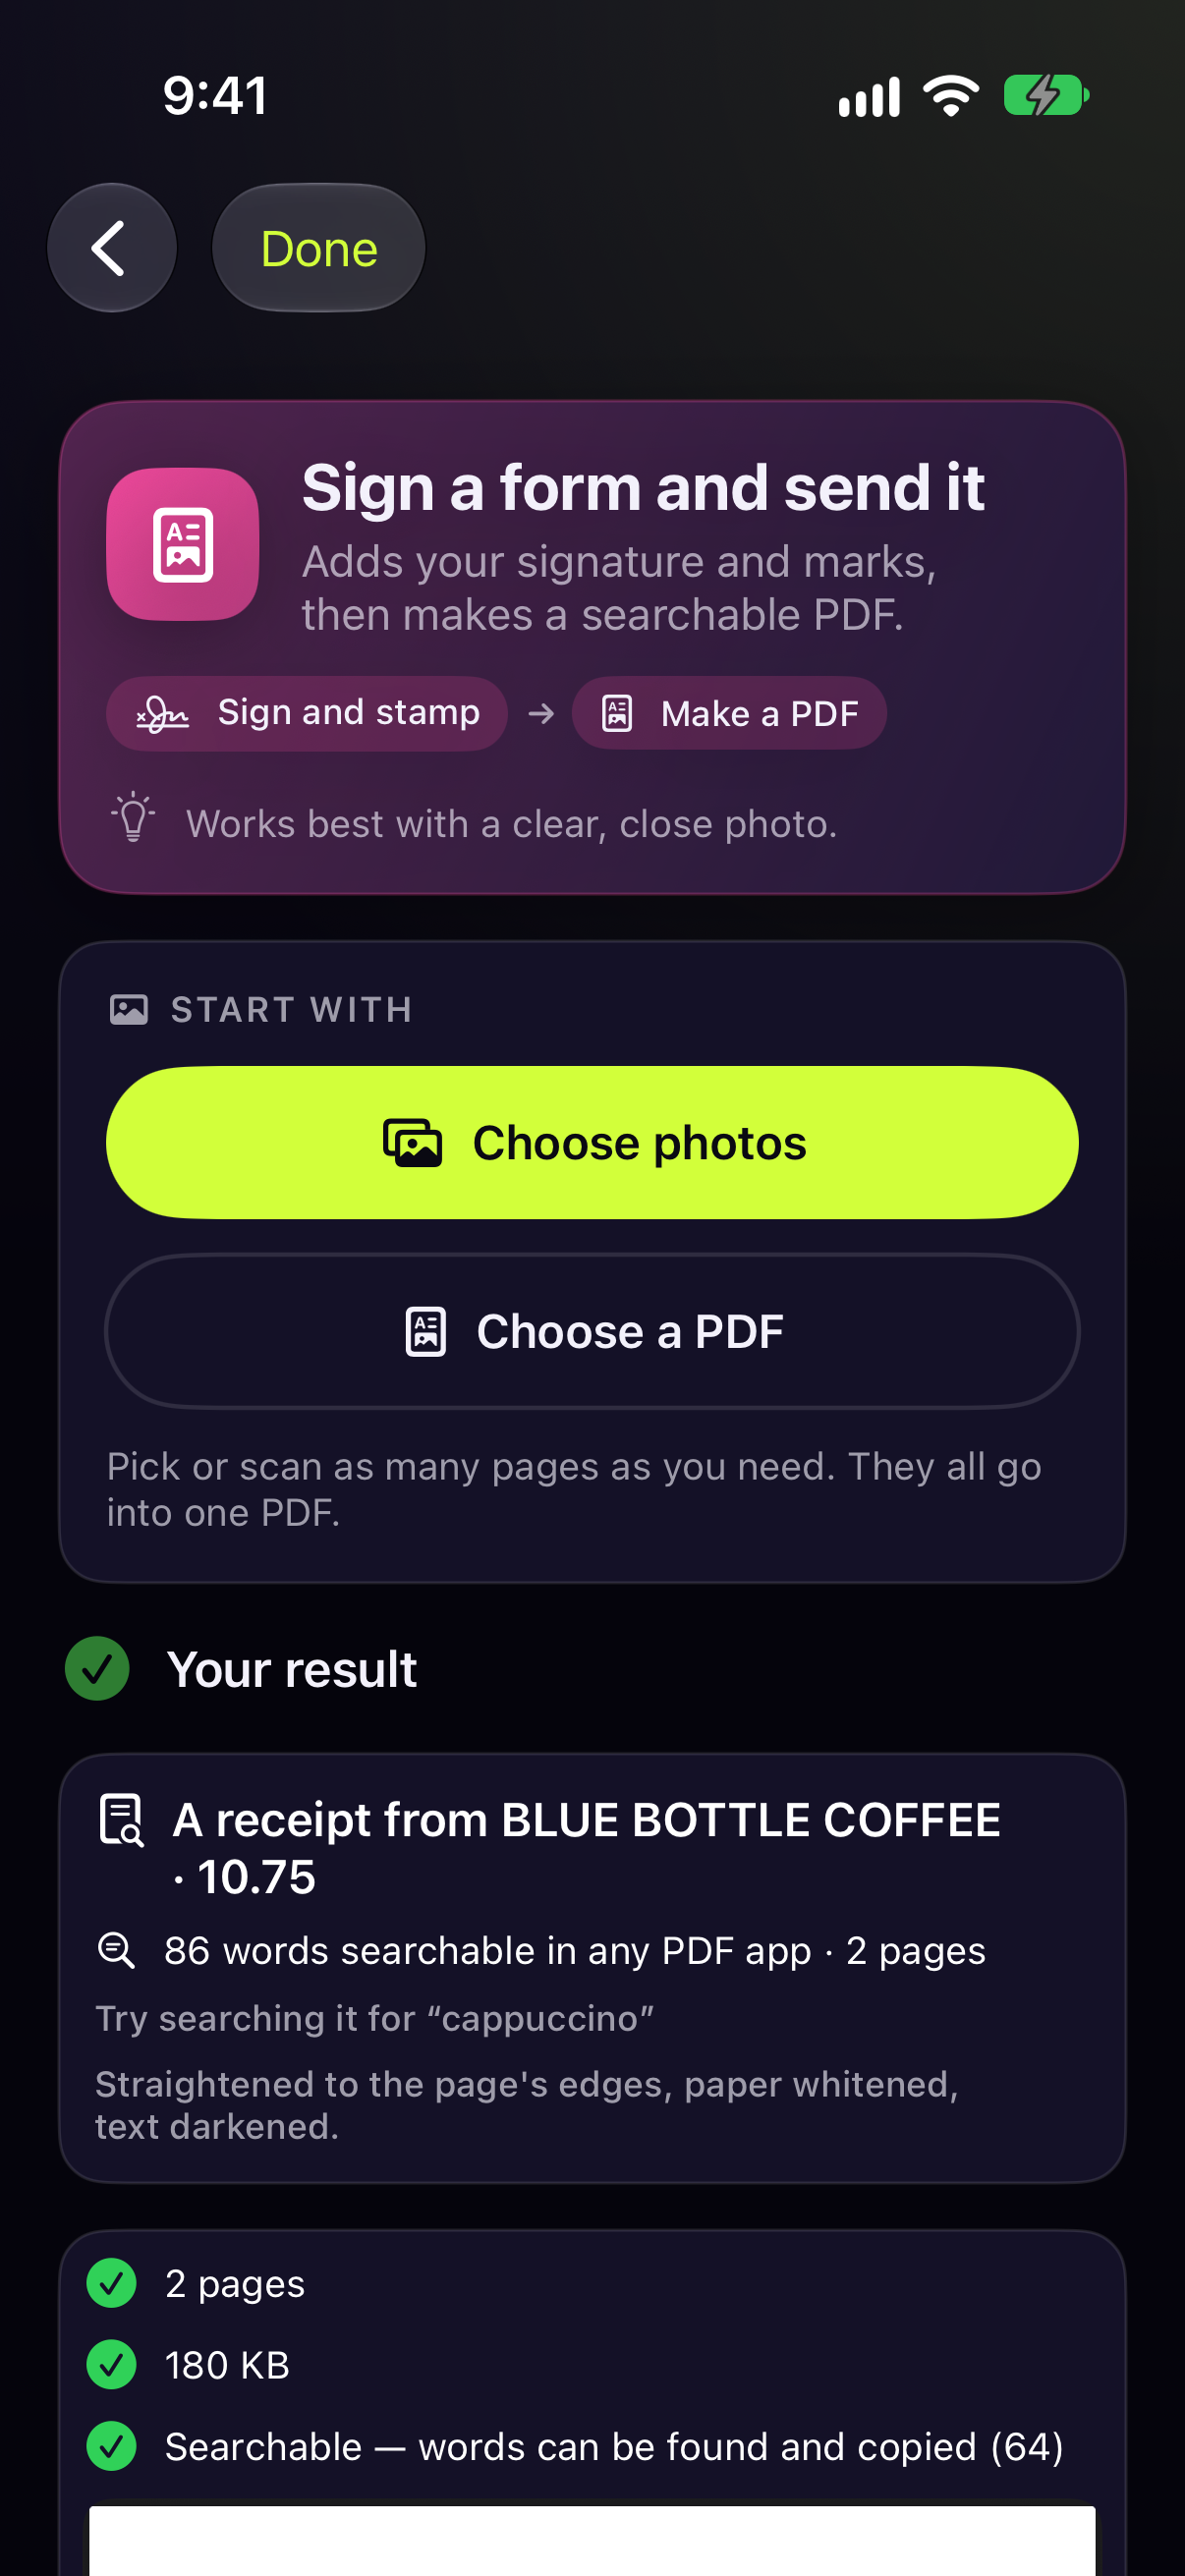 9:41
Done
Sign a form and send it
Adds your signature and marks,
then makes a searchable PDF.
Sign and stamp → Make a PDF
Works best with a clear, close photo.
START WITH
Choose photos
Choose a PDF
Pick or scan as many pages as you need. They all go
into one PDF.
Your result
A receipt from BLUE BOTTLE COFFEE
· 10.75
86 words searchable in any PDF app · 2 pages
Try searching it for “cappuccino”
Straightened to the page's edges, paper whitened,
text darkened.
2 pages
180 KB
Searchable — words can be found and copied (64)